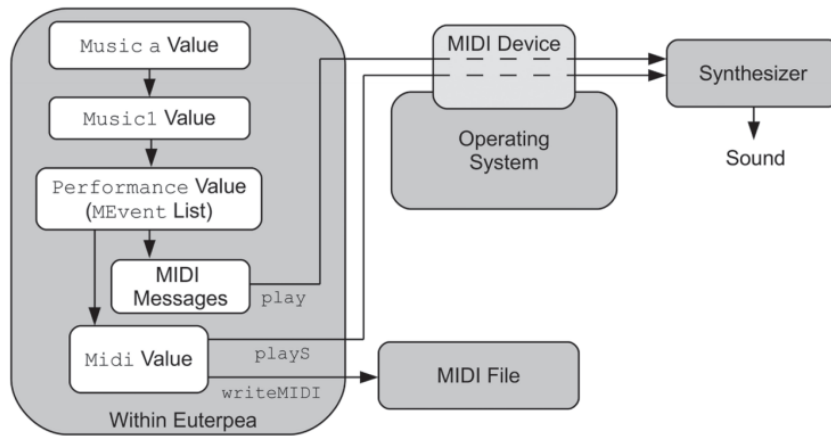 Music a Value
Music1 Value
Performance Value
(MEvent List)
MIDI
Messages
play
Midi Value
playS
writeMIDI
Within Euterpea
MIDI Device
Operating
System
Synthesizer
Sound
MIDI File